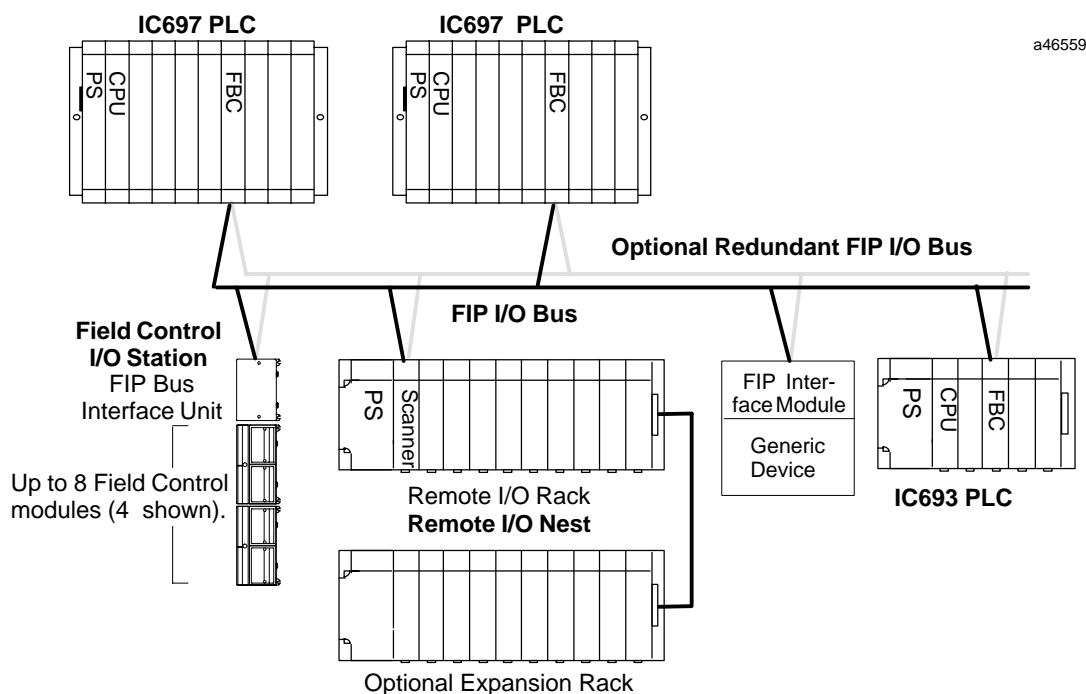 IC697 PLC
IC697 PLC
a46559
PS
CPU
FBC
PS
CPU
FBC
Optional Redundant FIP I/O Bus
FIP I/O Bus
Field Control
I/O Station
FIP Bus
Interface Unit
Up to 8 Field Control
modules (4 shown).
PS
Scanner
Remote I/O Rack
Remote I/O Nest
Optional Expansion Rack
FIP Inter-
face Module
Generic
Device
PS
CPU
FBC
IC693 PLC